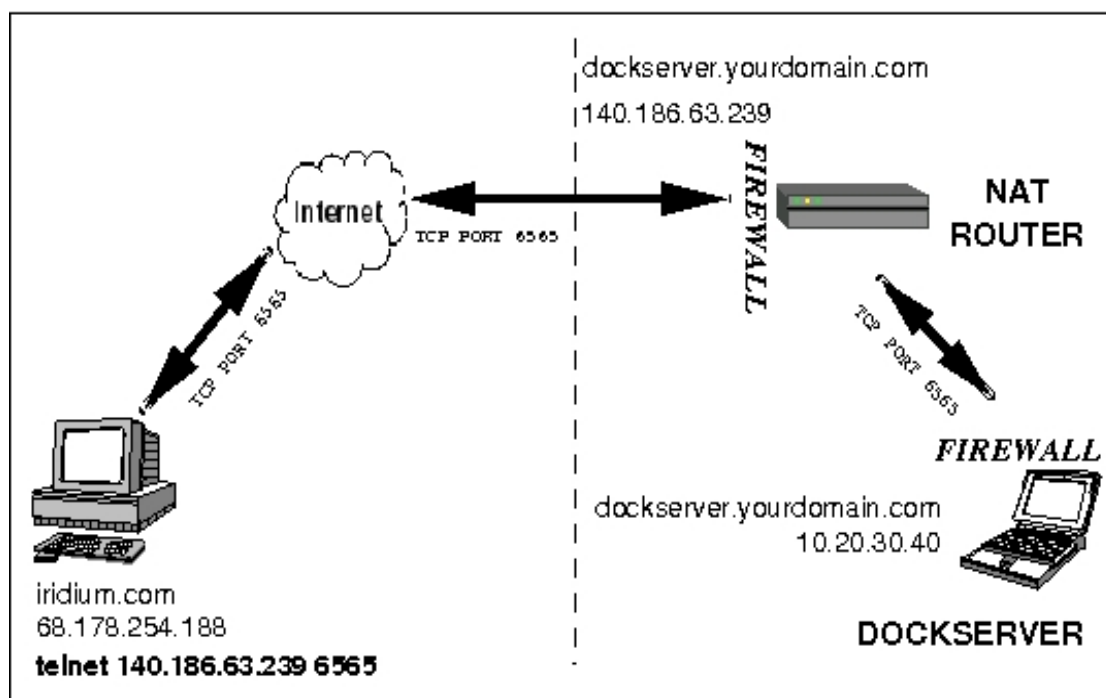 dockserver.yourdomain.com
140.186.63.239
FIREWALL
NAT
ROUTER
Internet
TCP PORT 6565
TCP PORT 6565
TCP PORT 6565
FIREWALL
dockserver.yourdomain.com
10.20.30.40
DOCKSERVER
iridium.com
68.178.254.188
telnet 140.186.63.239 6565